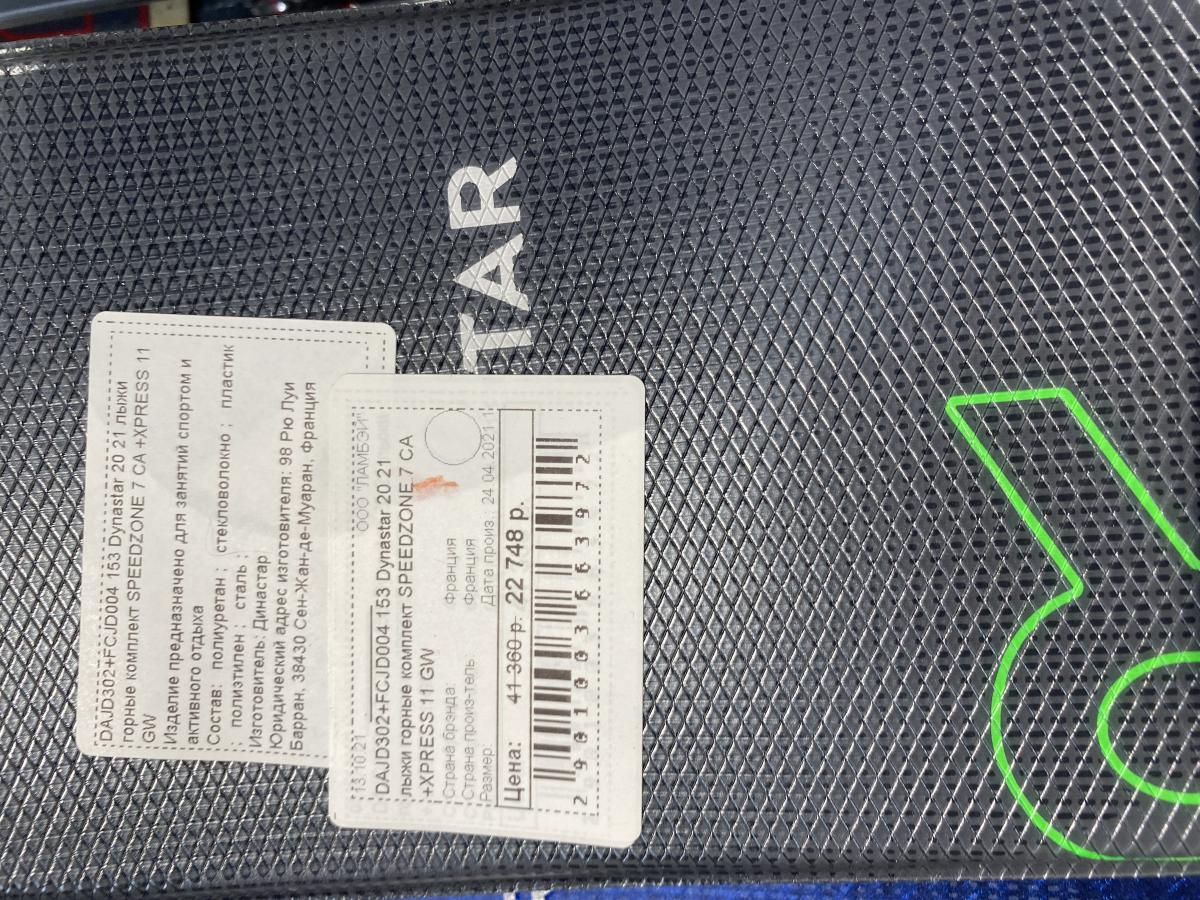 DAJD302+FCJD004 153 Dynastar 20 21 лыжи
горные комплект SPEEDZONE 7 CA +XPRESS 11
GW
Изделие предназначено для занятий спортом и
активного отдыха
Состав: полиуретан ; стекловолокно ; пластик
; полиэтилен ; сталь ;
Изготовитель: Династар
Юридический адрес изготовителя: 98 Рю Луи
Барран, 38430 Сен-Жан-де-Муаран, Франция
13.10.21 ООО "ЛАМБЭЙ"
DAJD302+FCJD004 153 Dynastar 20 21
лыжи горные комплект SPEEDZONE 7 CA
+XPRESS 11 GW
Страна брэнда: Франция
Страна произ-тель: Франция
Размер: Дата произ.: 24.04.2021
Цена: 41 360 р. 22 748 р.
2900100366397 2
TAR